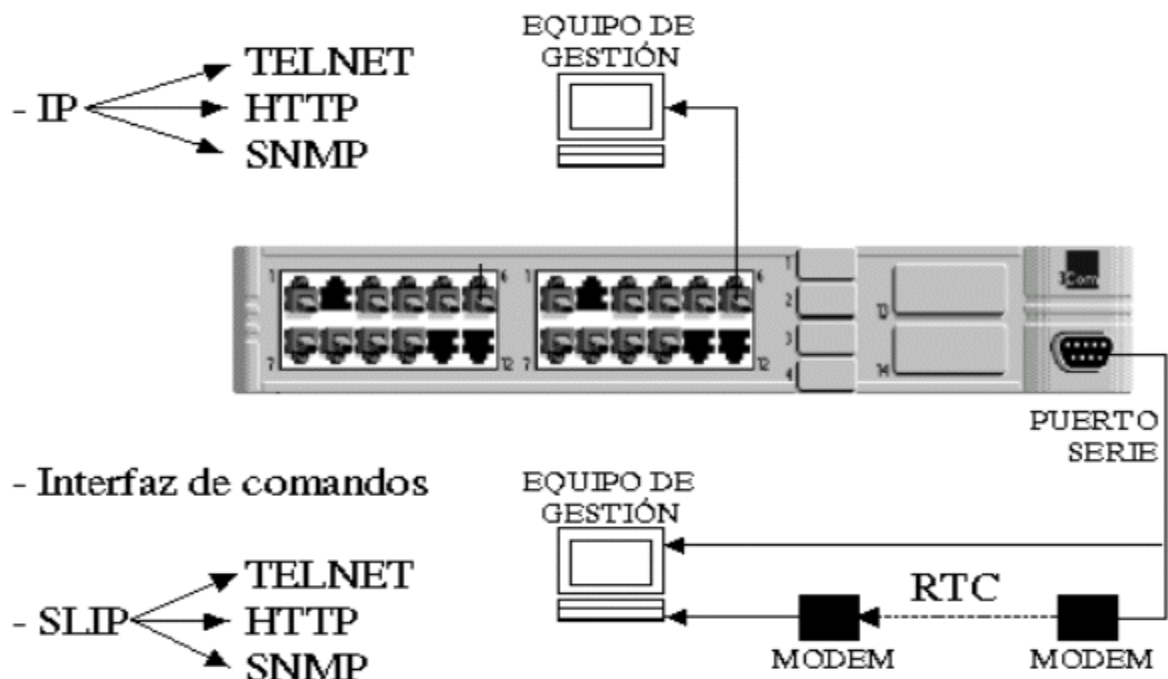 EQUIPO DE
GESTIÓN
- IP
TELNET
HTTP
SNMP
1
6
7
12
1
6
7
12
1
2
3
4
13
14
3Com
PUERTO
SERIE
- Interfaz de comandos
EQUIPO DE
GESTIÓN
- SLIP
TELNET
HTTP
SNMP
RTC
MODEM
MODEM